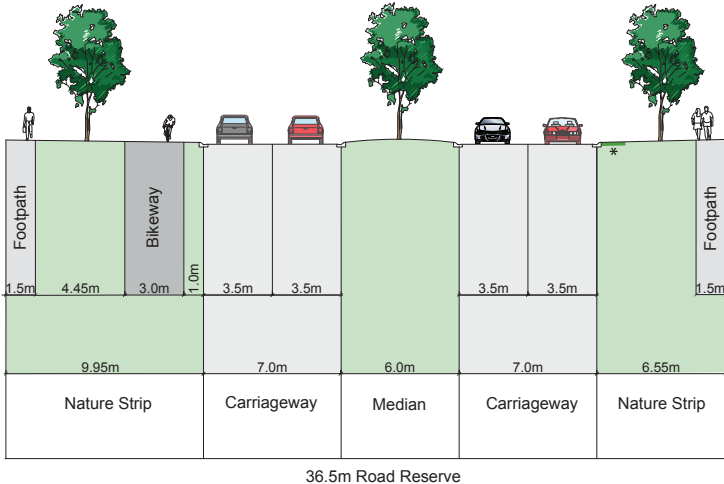 *
Footpath
Bikeway
Footpath
1.5m 4.45m 3.0m 1.0m 3.5m 3.5m 3.5m 3.5m 1.5m
9.95m 7.0m 6.0m 7.0m 6.55m
Nature Strip Carriageway Median Carriageway Nature Strip
36.5m Road Reserve